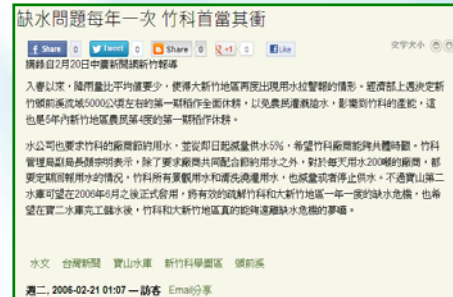 缺水問題每年一次 竹科首當其衝
Share 0 Tweet 0 Share 0 +1 0 Like
文字大小
摘錄自2月20日中廣新聞網新竹報導
入春以來，降雨量比平均值要少，使得大新竹地區再度出現用水拉警報的情形。經濟部上週決定新
竹頭前溪流域5000公頃左右的第一期稻作全面休耕，以免農民灌溉搶水，影響到竹科的產能，這
也是5年內新竹地區農民第4度的第一期稻作休耕。
水公司也要求竹科的廠商節約用水，並從即日起減量供水5%，希望竹科廠商能夠共體時艱。竹科
管理局副局長顏宗明表示，除了要求廠商共同配合節約用水之外，對於每天用水200噸的廠商，都
要定期回報用水的情況，竹科所有景觀用水和清洗澆灌用水，也減量或者停止供水。不過寶山第二
水庫可望在2006年6月之後正式啟用，將有效的疏解竹科和大新竹地區一年一度的缺水危機，也希
望在寶二水庫完工儲水後，竹科和大新竹地區真的能夠遠離缺水危機的夢魘。
水文 台灣新聞 寶山水庫 新竹科學園區 頭前溪
週二, 2006-02-21 01:07 — 訪客 Email分享